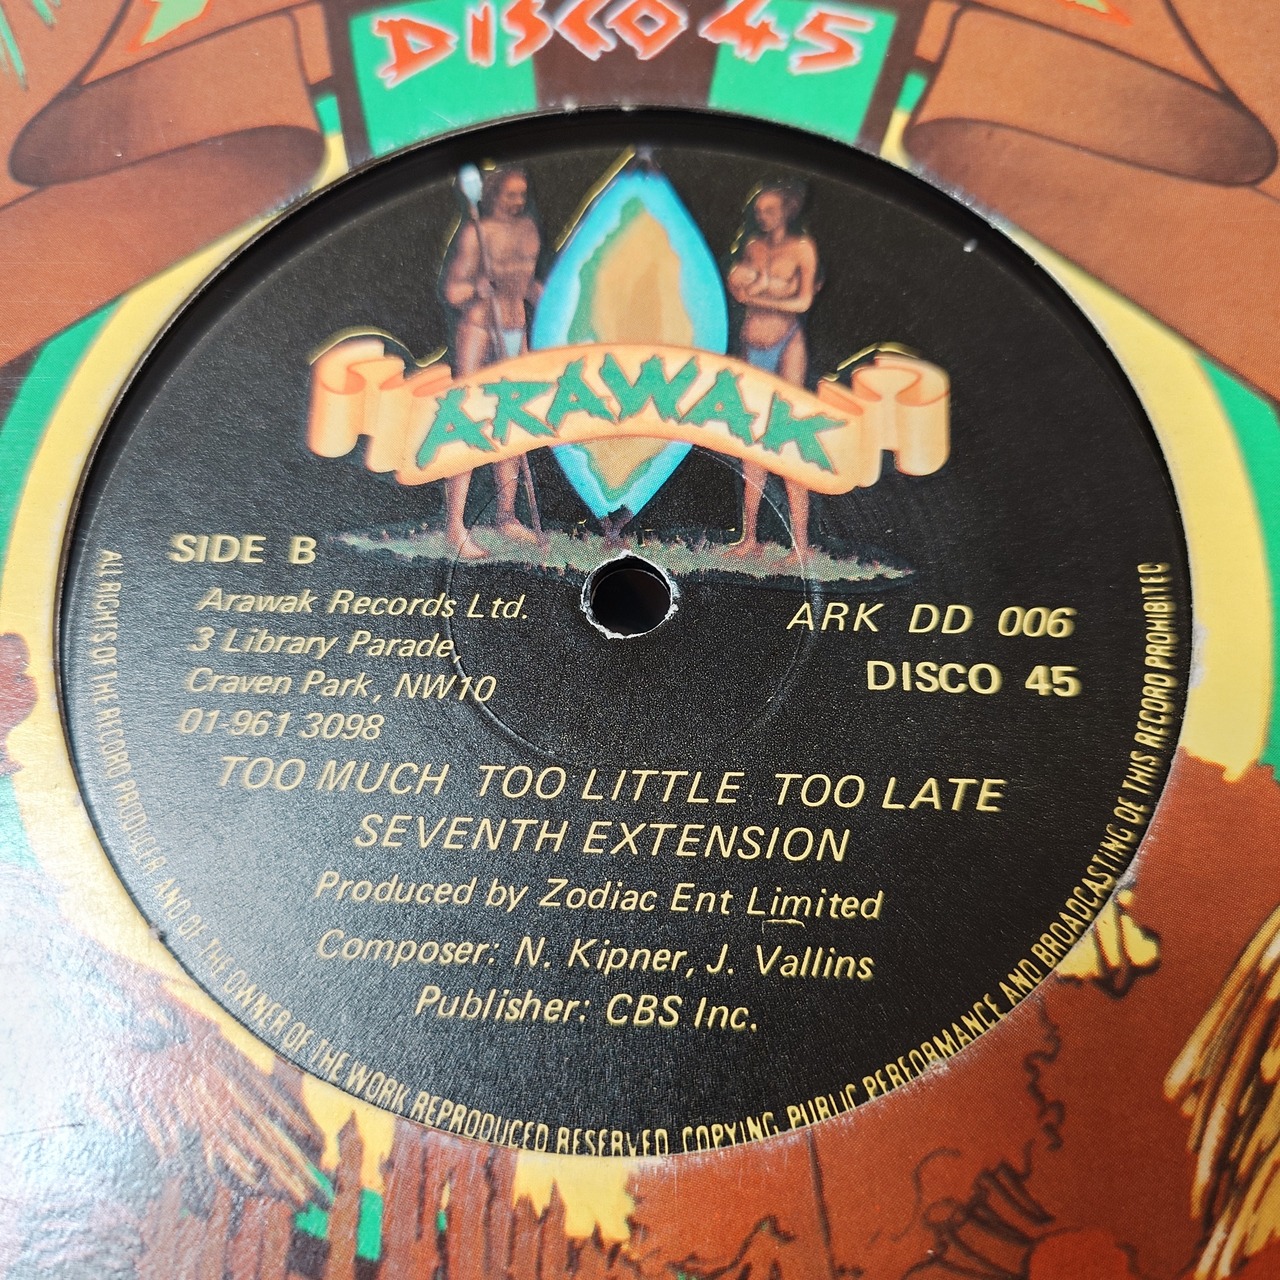 DISCO 45
ARAWAK
SIDE B
Arawak Records Ltd.
3 Library Parade,
Craven Park, NW10
01-961 3098
ARK DD 006
DISCO 45
TOO MUCH TOO LITTLE TOO LATE
SEVENTH EXTENSION
Produced by Zodiac Ent Limited
Composer: N. Kipner, J. Vallins
Publisher: CBS Inc.
ALL RIGHTS OF THE RECORD PRODUCER AND OF THE OWNER OF THE WORK REPRODUCED RESERVED COPYING PUBLIC PERFORMANCE AND BROADCASTING OF THIS RECORD PROHIBITED